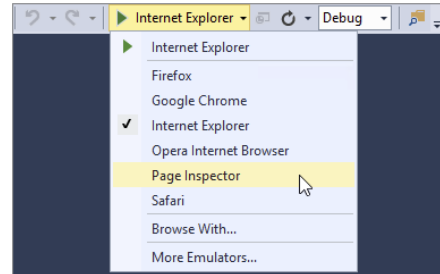 Internet Explorer Debug
Internet Explorer
Firefox
Google Chrome
Internet Explorer
Opera Internet Browser
Page Inspector
Safari
Browse With...
More Emulators...